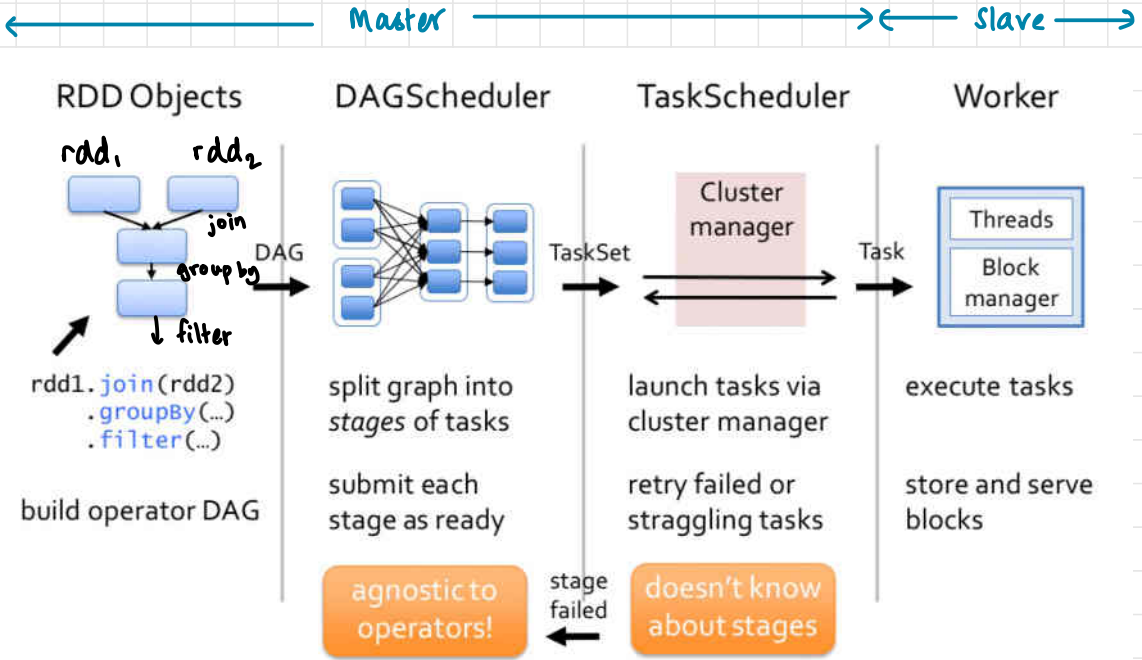 Master
Slave
RDD Objects
DAGScheduler
TaskScheduler
Worker
rdd1
rdd2
join
group by
filter
DAG
TaskSet
Cluster
manager
Task
Threads
Block
manager
rdd1.join(rdd2)
.groupBy(…)
.filter(…)
build operator DAG
split graph into
stages of tasks
submit each
stage as ready
agnostic to
operators!
launch tasks via
cluster manager
retry failed or
straggling tasks
stage
failed
doesn't know
about stages
execute tasks
store and serve
blocks